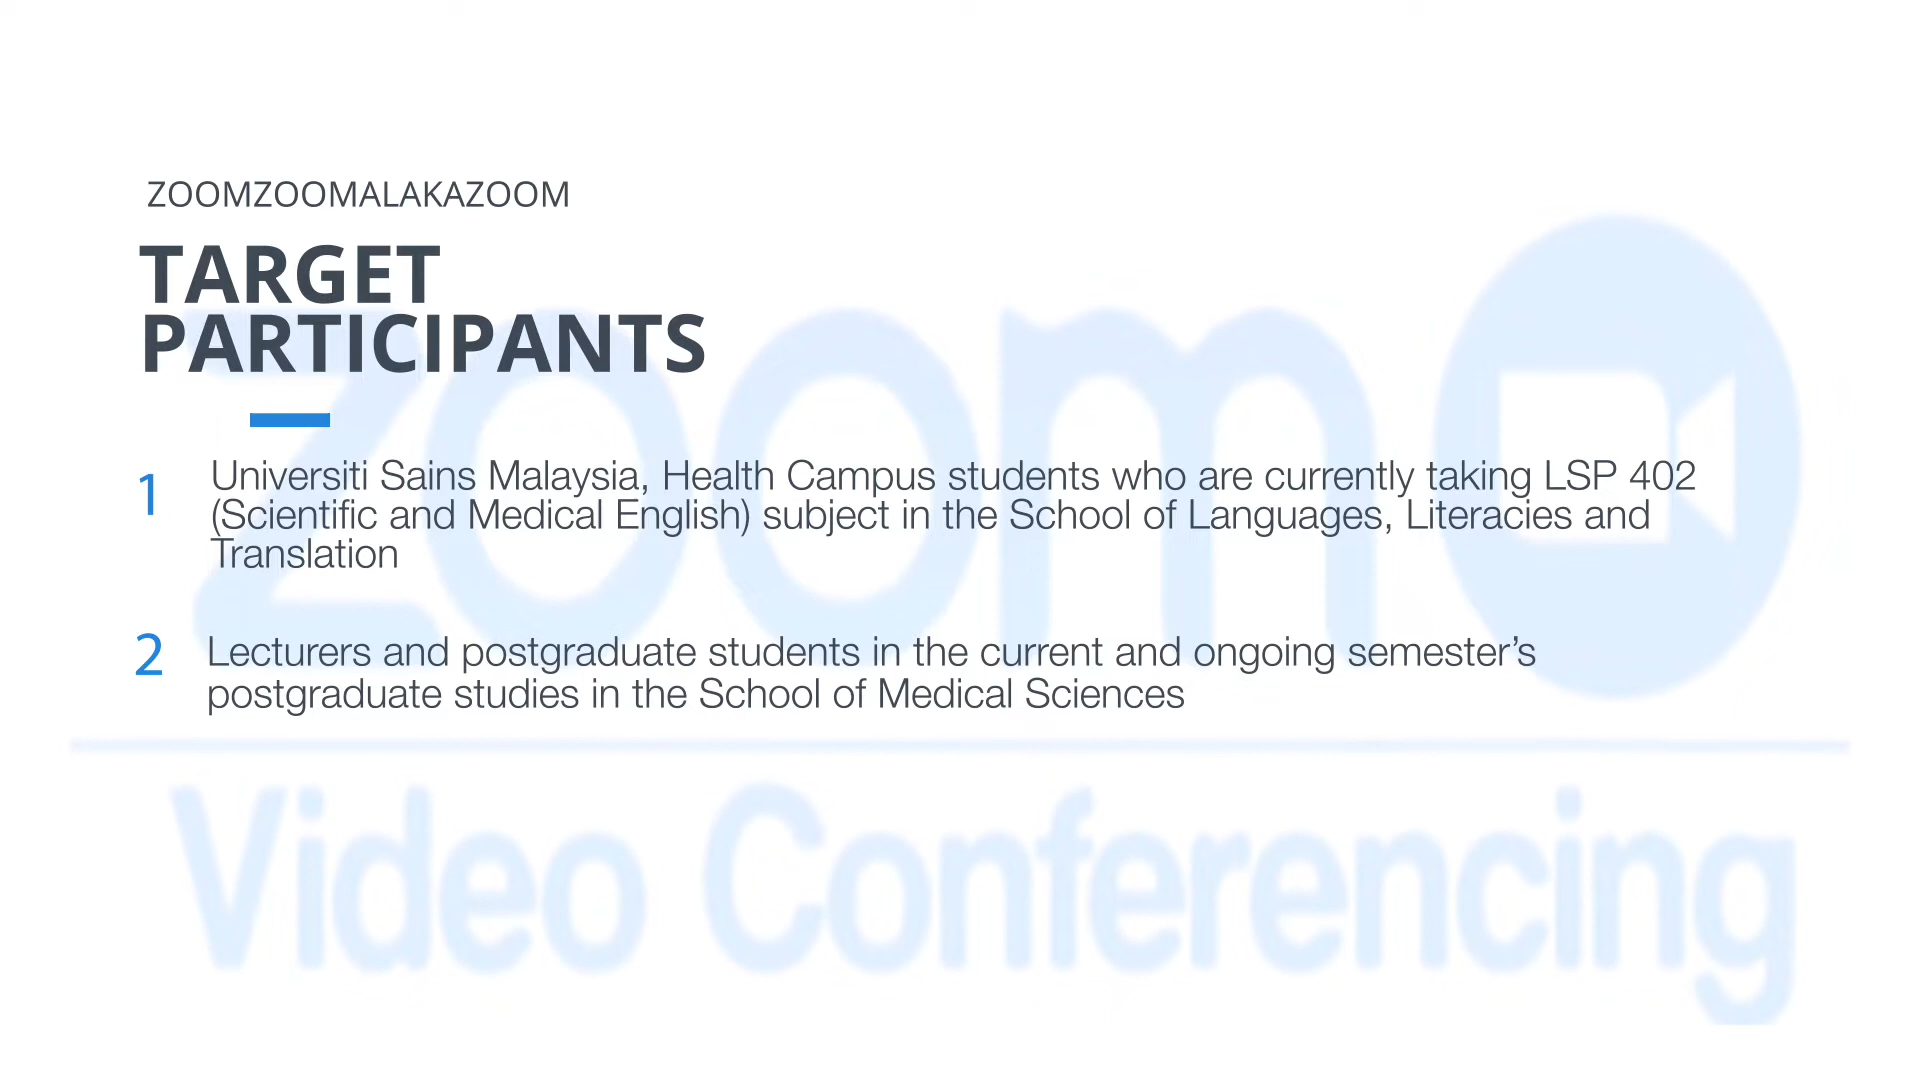 ZOOMZOOMALAKAZOOM
TARGET
PARTICIPANTS
1
Universiti Sains Malaysia, Health Campus students who are currently taking LSP 402
(Scientific and Medical English) subject in the School of Languages, Literacies and
Translation
2
Lecturers and postgraduate students in the current and ongoing semester’s
postgraduate studies in the School of Medical Sciences
zoom
Video Conferencing